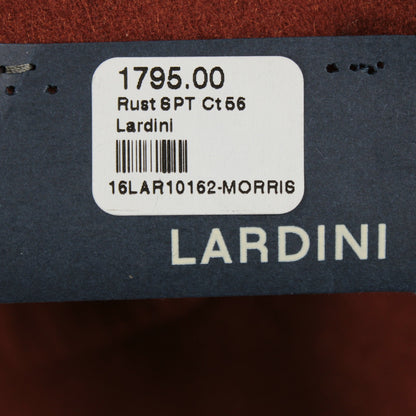 1795.00
Rust SPT Ct 56
Lardini
16LAR10162-MORRIS
LARDINI